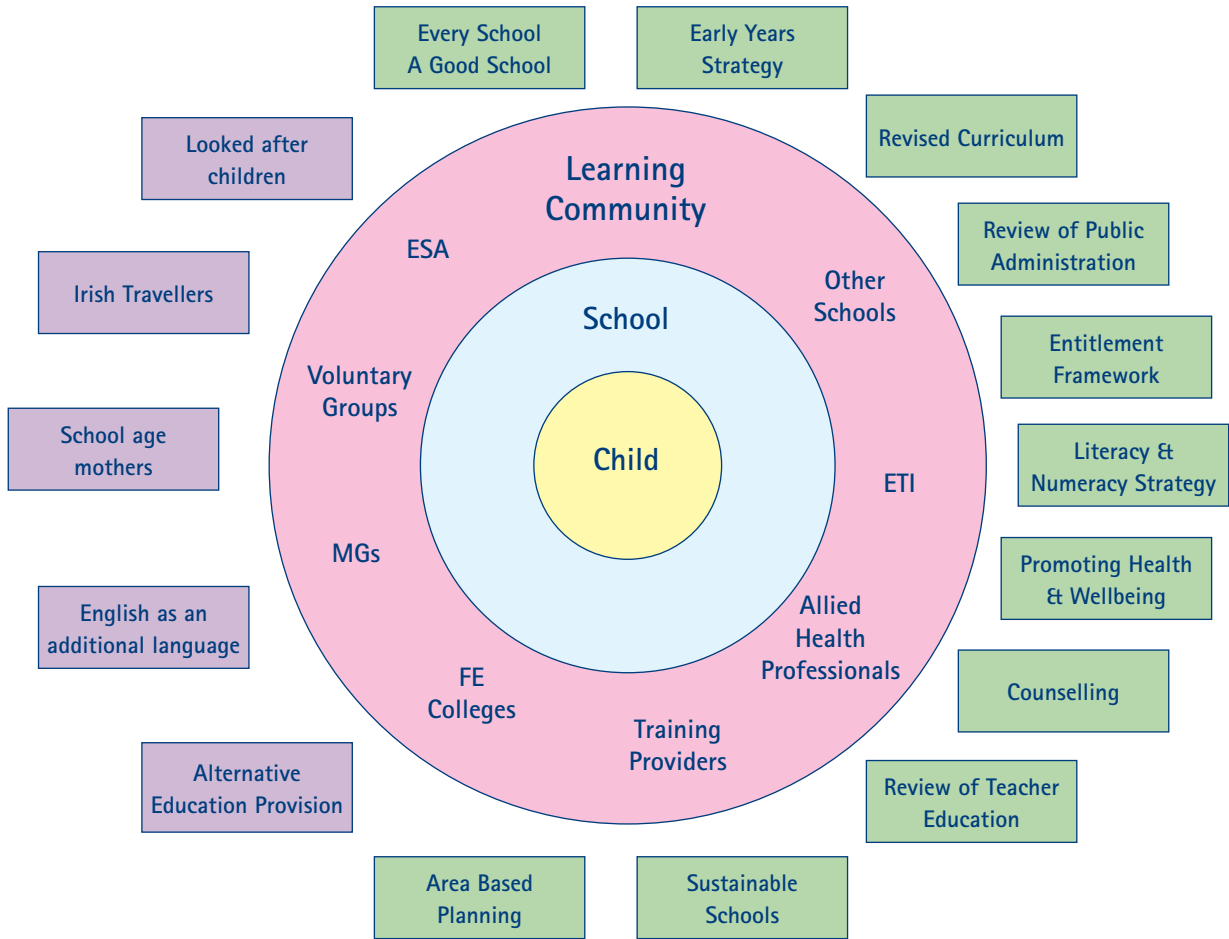 Every School
A Good School
Early Years
Strategy
Looked after
children
Revised Curriculum
Learning
Community
ESA
Review of Public
Administration
Irish Travellers
Other
Schools
School
Entitlement
Framework
Voluntary
Groups
School age
mothers
Child
Literacy &
Numeracy Strategy
ETI
MGs
Promoting Health
& Wellbeing
English as an
additional language
Allied
Health
Professionals
Counselling
FE
Colleges
Training
Providers
Alternative
Education Provision
Review of Teacher
Education
Area Based
Planning
Sustainable
Schools